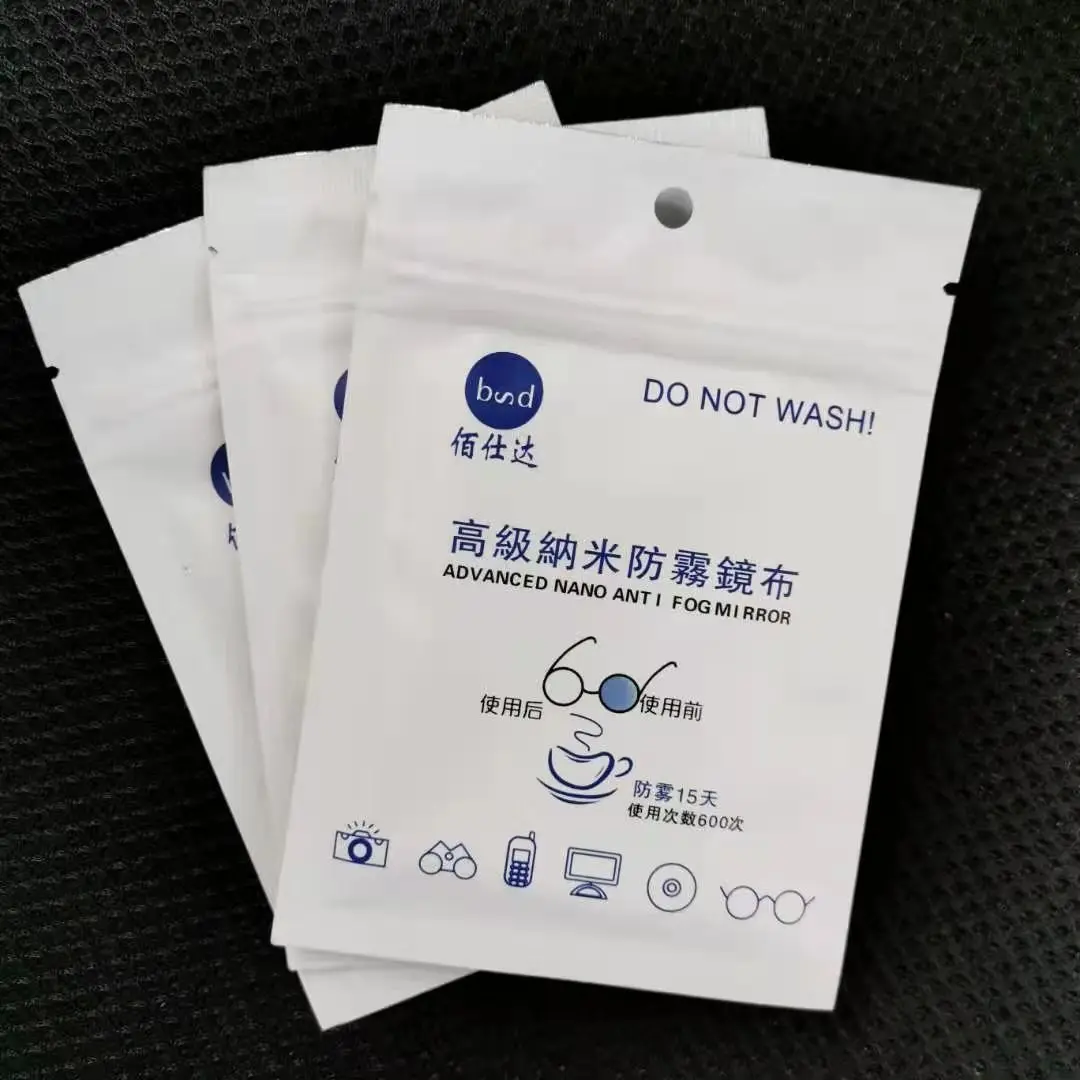 bsd
佰仕达
DO NOT WASH!
高級納米防霧鏡布
ADVANCED NANO ANTI FOGMIRROR
使用后
使用前
防雾15天
使用次数600次